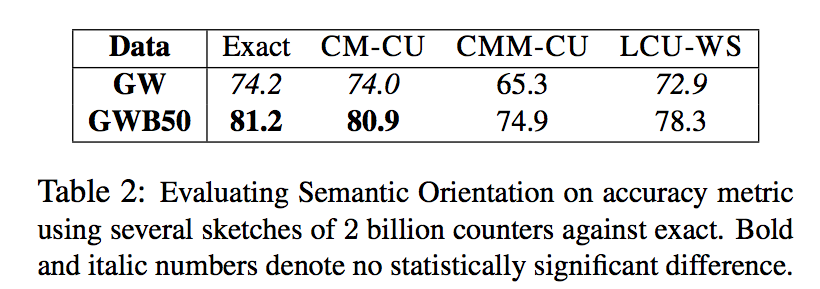 Data Exact CM-CU CMM-CU LCU-WS
GW 74.2 74.0 65.3 72.9
GWB50 81.2 80.9 74.9 78.3
Table 2: Evaluating Semantic Orientation on accuracy metric
using several sketches of 2 billion counters against exact. Bold
and italic numbers denote no statistically significant difference.